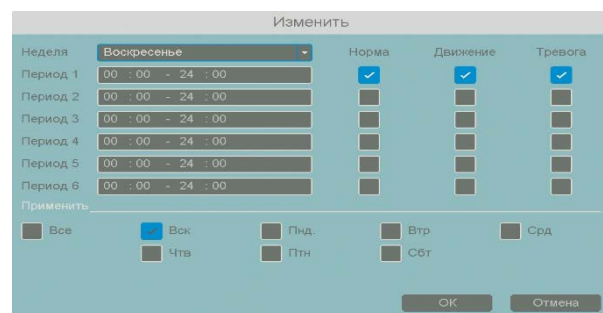 Изменить
Неделя Воскресенье Норма Движение Тревога
Период 1 00 : 00 - 24 : 00
Период 2 00 : 00 - 24 : 00
Период 3 00 : 00 - 24 : 00
Период 4 00 : 00 - 24 : 00
Период 5 00 : 00 - 24 : 00
Период 6 00 : 00 - 24 : 00
Применить
Все Вск Пнд. Втр Срд
Чтв Птн Сбт
OK Отмена